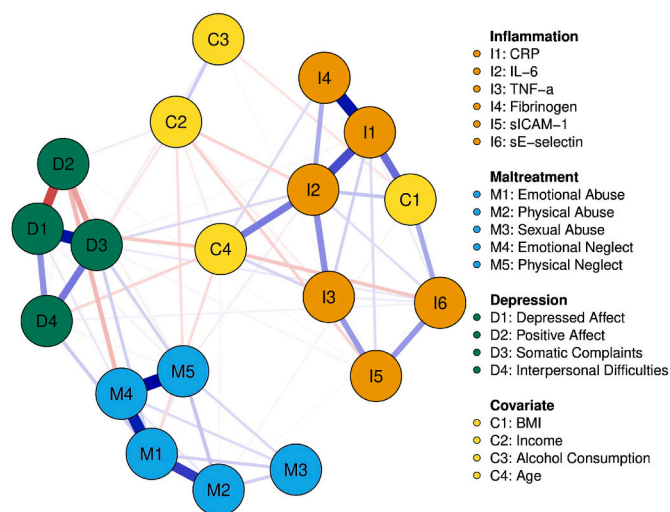 C3
I4
I1
C2
D2
I2
C1
D1
D3
C4
I3
I6
D4
I5
M5
M4
M1
M3
M2
Inflammation
I1: CRP
I2: IL-6
I3: TNF-a
I4: Fibrinogen
I5: sICAM-1
I6: sE-selectin
Maltreatment
M1: Emotional Abuse
M2: Physical Abuse
M3: Sexual Abuse
M4: Emotional Neglect
M5: Physical Neglect
Depression
D1: Depressed Affect
D2: Positive Affect
D3: Somatic Complaints
D4: Interpersonal Difficulties
Covariate
C1: BMI
C2: Income
C3: Alcohol Consumption
C4: Age